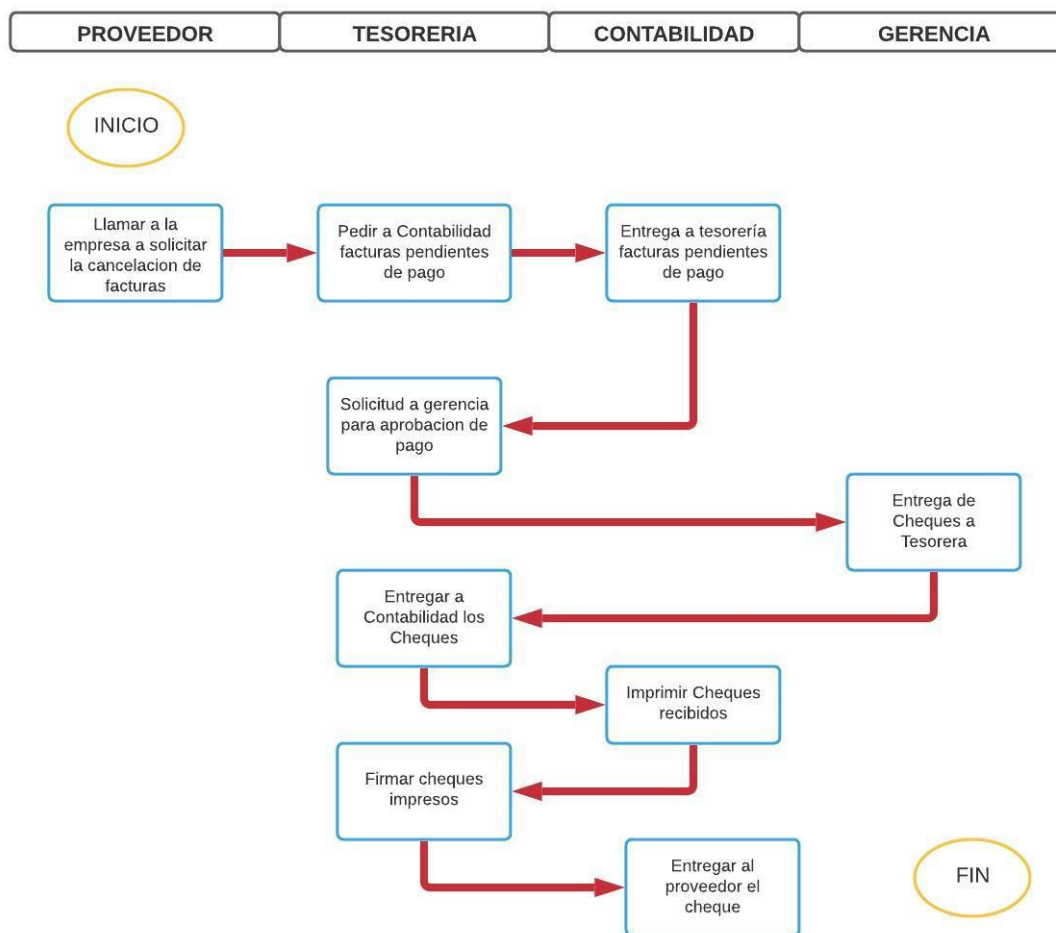 PROVEEDOR
TESORERIA
CONTABILIDAD
GERENCIA
INICIO
Llamar a la
empresa a solicitar
la cancelacion de
facturas
Pedir a Contabilidad
facturas pendientes
de pago
Entrega a tesorería
facturas pendientes
de pago
Solicitud a gerencia
para aprobacion de
pago
Entrega de
Cheques a
Tesorera
Entregar a
Contabilidad los
Cheques
Imprimir Cheques
recibidos
Firmar cheques
impresos
Entregar al
proveedor el
cheque
FIN